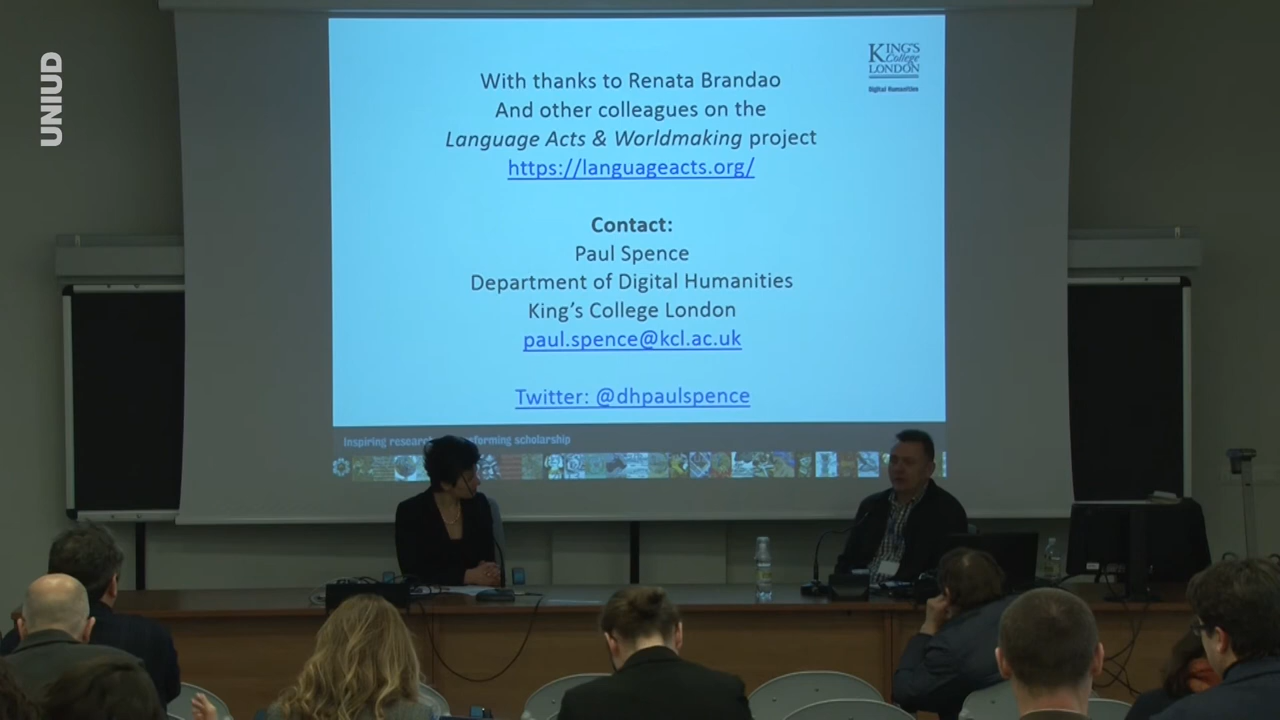 UNIUD
KING'S
College
LONDON
Digital Humanities
With thanks to Renata Brandao
And other colleagues on the
Language Acts & Worldmaking project
https://languageacts.org/
Contact:
Paul Spence
Department of Digital Humanities
King's College London
paul.spence@kcl.ac.uk
Twitter: @dhpaulspence
Inspiring research
forming scholarship